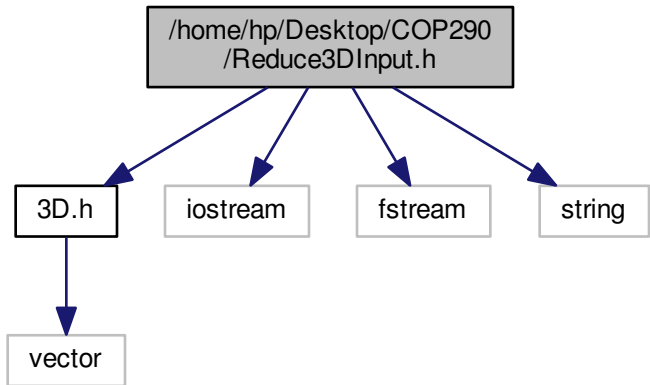 /home/hp/Desktop/COP290
/Reduce3DInput.h
3D.h
iostream
fstream
string
vector